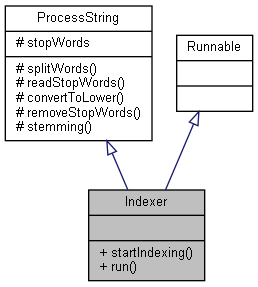 ProcessString
# stopWords
# splitWords()
# readStopWords()
# convertToLower()
# removeStopWords()
# stemming()
Runnable
Indexer
+ startIndexing()
+ run()